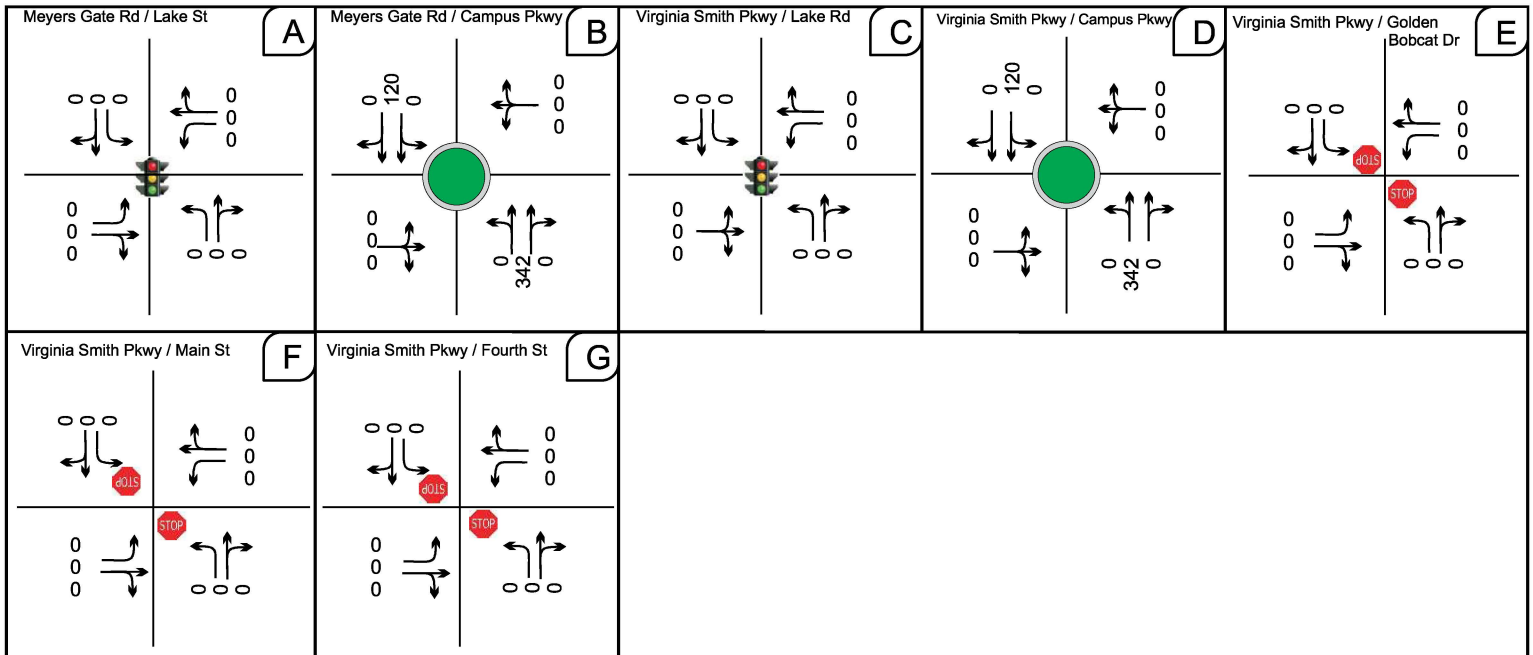 Meyers Gate Rd / Lake St
A
0 0 0
0
0
0
0
0
0
0 0 0
Meyers Gate Rd / Campus Pkwy
B
0 120 0
0
0
0
0
0
0
0 342 0
Virginia Smith Pkwy / Lake Rd
C
0 0 0
0
0
0
0
0
0
0 0 0
Virginia Smith Pkwy / Campus Pkwy
D
0 120 0
0
0
0
0
0
0
0 342 0
Virginia Smith Pkwy / Golden
Bobcat Dr
E
0 0 0
0
0
0
STOP
STOP
0
0
0
0 0 0
Virginia Smith Pkwy / Main St
F
0 0 0
0
0
0
STOP
STOP
0
0
0
0 0 0
Virginia Smith Pkwy / Fourth St
G
0 0 0
0
0
0
STOP
STOP
0
0
0
0 0 0